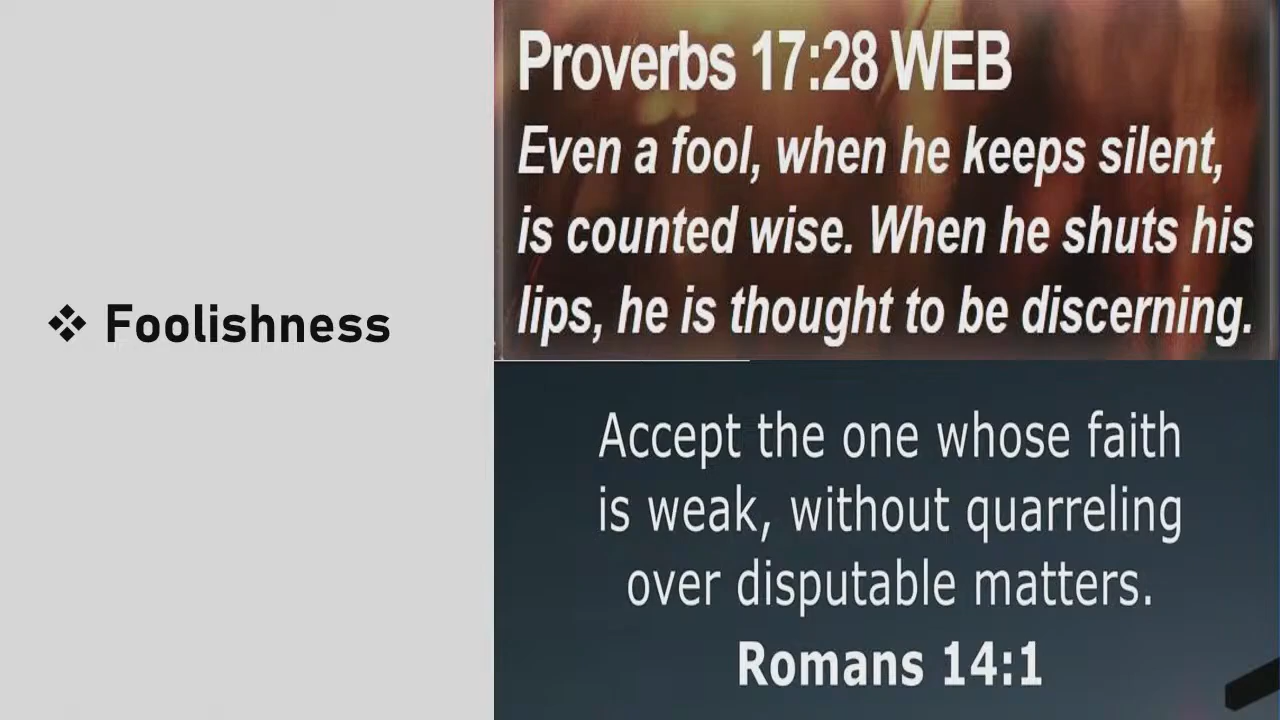 ❖ Foolishness
Proverbs 17:28 WEB
Even a fool, when he keeps silent,
is counted wise. When he shuts his
lips, he is thought to be discerning.
Accept the one whose faith
is weak, without quarreling
over disputable matters.
Romans 14:1